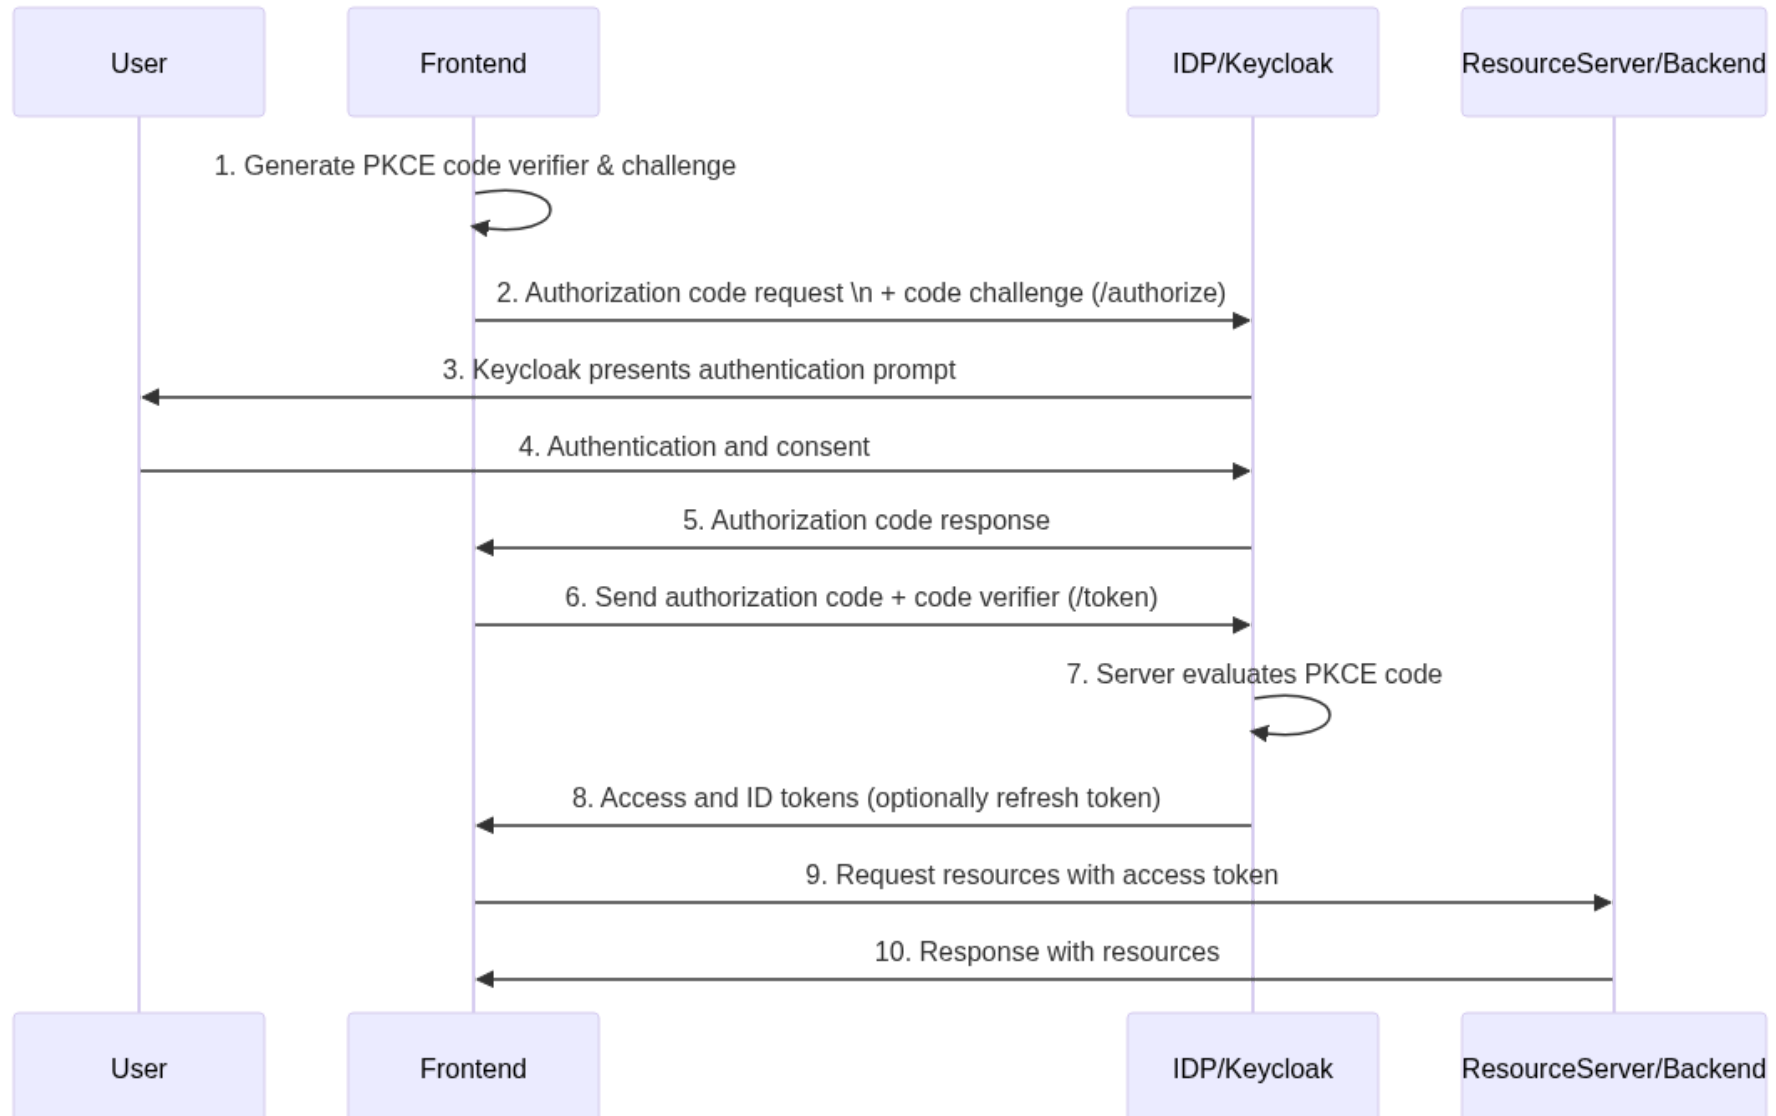 User
Frontend
IDP/Keycloak
ResourceServer/Backend
1. Generate PKCE code verifier & challenge
2. Authorization code request \n + code challenge (/authorize)
3. Keycloak presents authentication prompt
4. Authentication and consent
5. Authorization code response
6. Send authorization code + code verifier (/token)
7. Server evaluates PKCE code
8. Access and ID tokens (optionally refresh token)
9. Request resources with access token
10. Response with resources
User
Frontend
IDP/Keycloak
ResourceServer/Backend